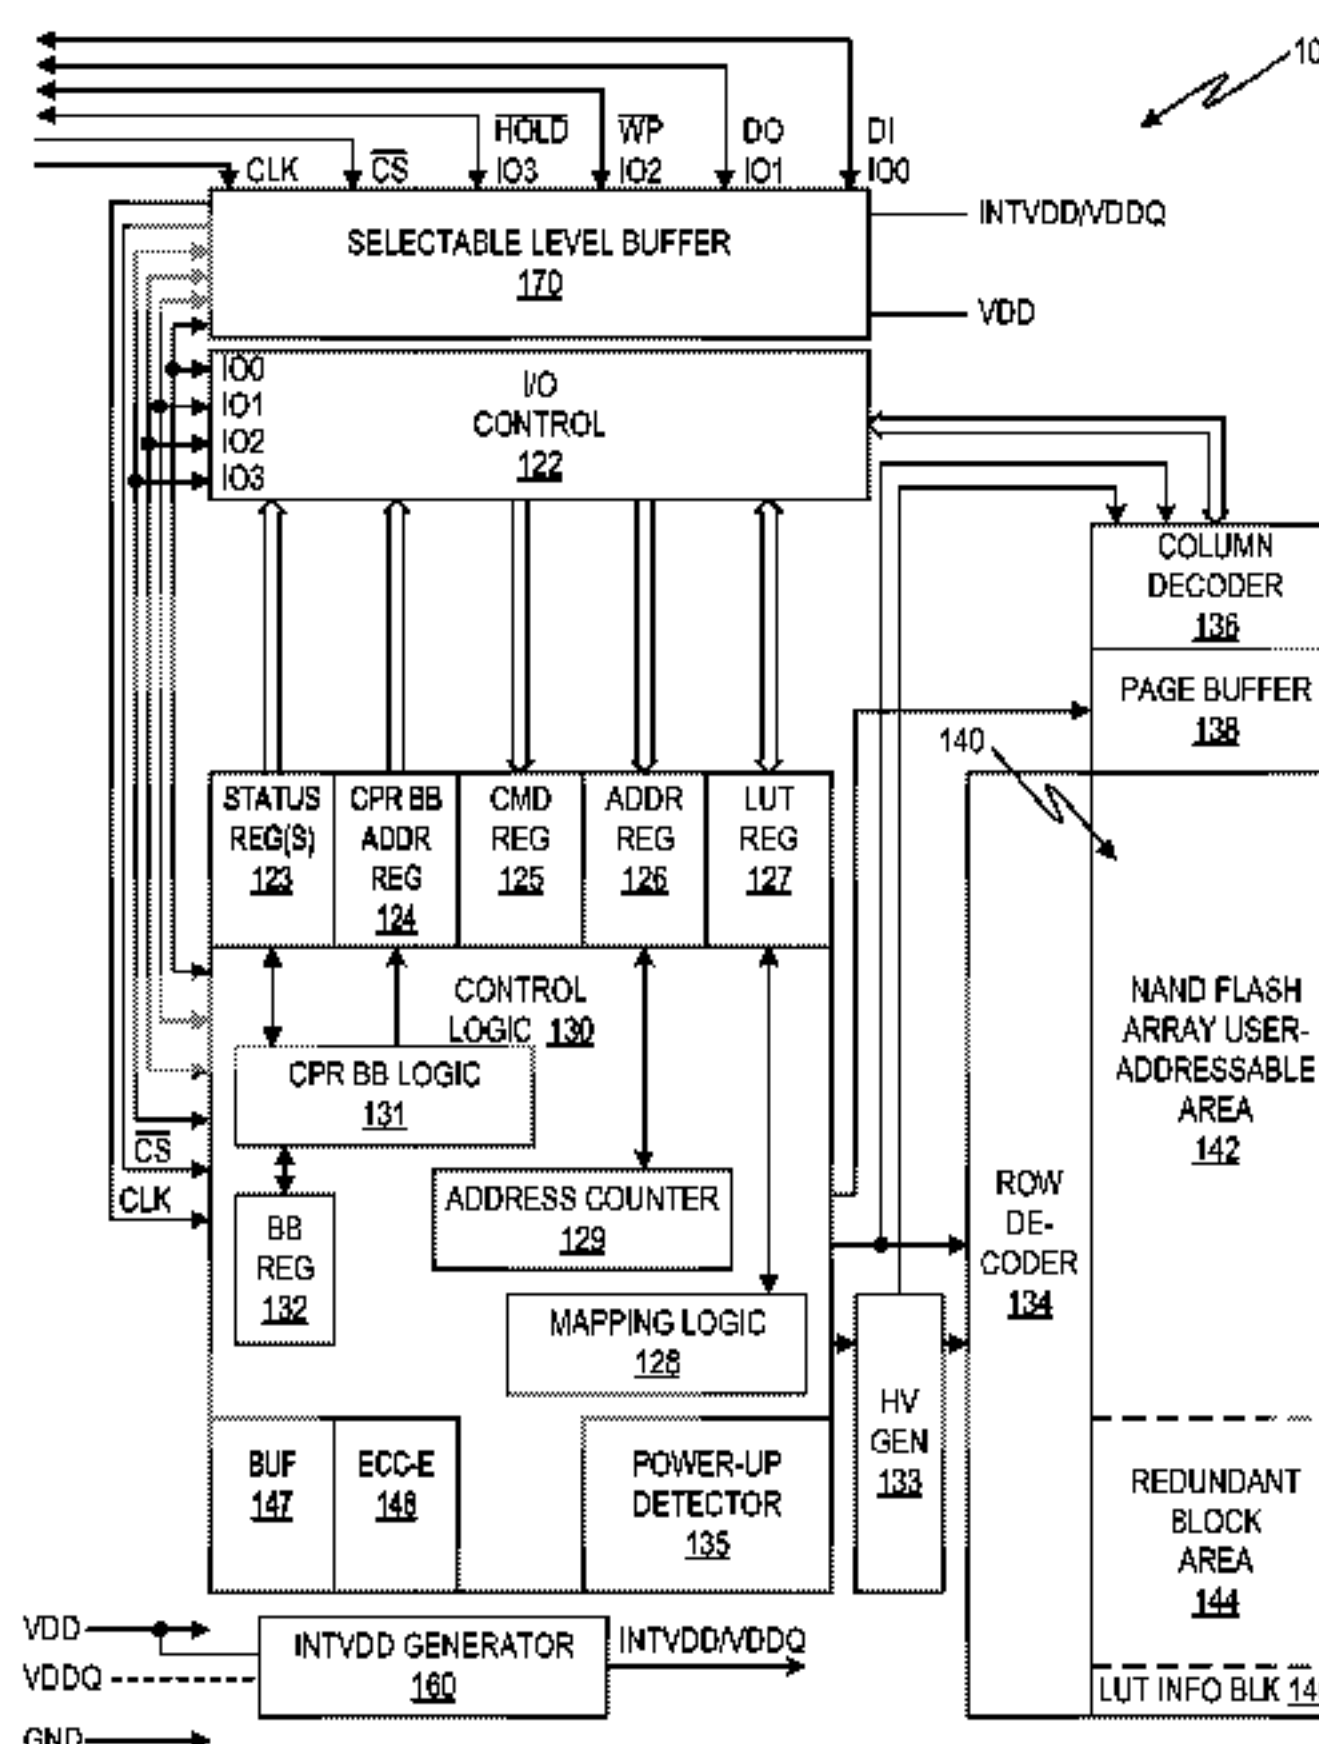 10
HOLD WP DO DI
CLK CS IO3 IO2 IO1 IO0
INTVDD/VDDQ
SELECTABLE LEVEL BUFFER
170
VDD
IO0
IO1
IO2
IO3
I/O
CONTROL
122
COLUMN
DECODER
136
PAGE BUFFER
138
140
STATUS
REG(S)
123
CPR BB
ADDR
REG
124
CMD
REG
125
ADDR
REG
126
LUT
REG
127
CONTROL
LOGIC 130
CPR BB LOGIC
131
CS
CLK
BB
REG
132
ADDRESS COUNTER
129
MAPPING LOGIC
128
NAND FLASH
ARRAY USER-
ADDRESSABLE
AREA
142
ROW
DE-
CODER
134
HV
GEN
133
BUF
147
ECC-E
148
POWER-UP
DETECTOR
135
REDUNDANT
BLOCK
AREA
144
LUT INFO BLK 14
VDD
VDDQ
GND
INTVDD GENERATOR
160
INTVDD/VDDQ